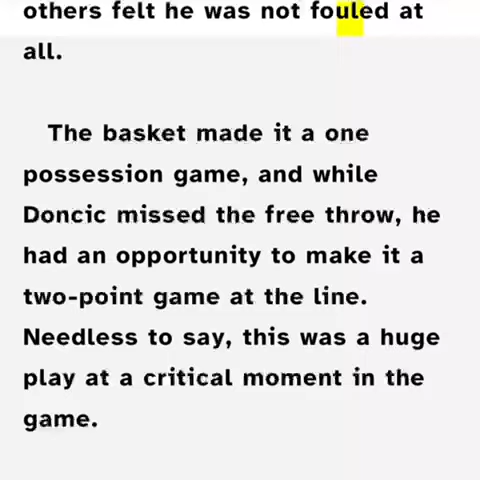 others felt he was not fouled at
all.
The basket made it a one
possession game, and while
Doncic missed the free throw, he
had an opportunity to make it a
two-point game at the line.
Needless to say, this was a huge
play at a critical moment in the
game.